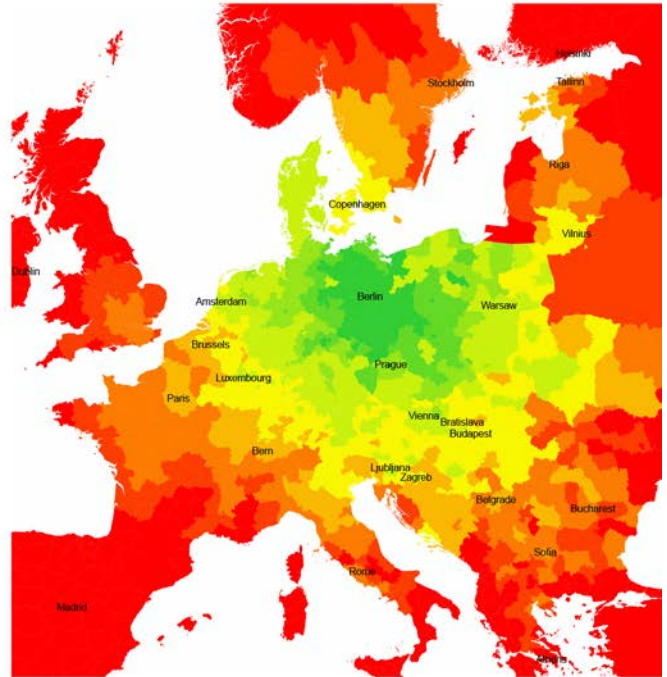 Helsinki
Tallinn
Stockholm
Riga
Copenhagen
Vilnius
Dublin
Berlin
Amsterdam
Warsaw
Brussels
Prague
Luxembourg
Paris
Vienna
Bratislava
Budapest
Bern
Ljubljana
Zagreb
Belgrade
Bucharest
Sofia
Rome
Madrid
Athens